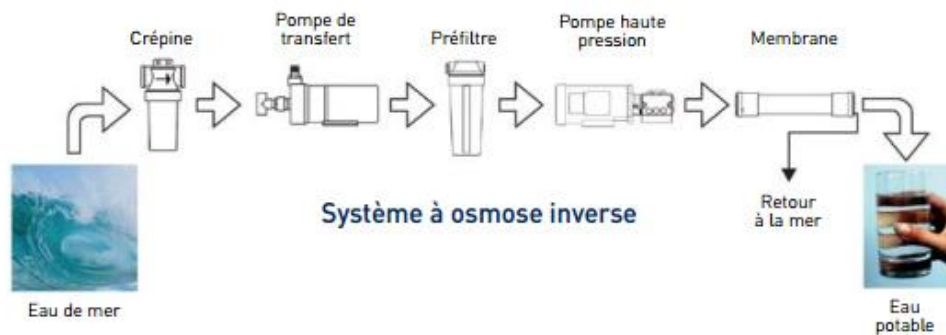 Crépine
Pompe de
transfert
Préfiltre
Pompe haute
pression
Membrane
Système à osmose inverse
Retour
à la mer
Eau de mer
Eau
potable